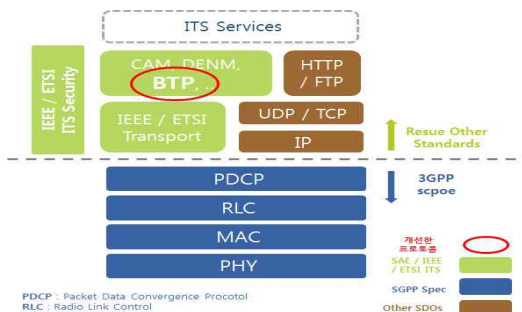 ITS Services
IEEE / ETSI
ITS Security
CAM, DENM,
BTP, ..
HTTP
/ FTP
IEEE / ETSI
Transport
UDP / TCP
IP
Resue Other
Standards
PDCP
3GPP
scpoe
RLC
MAC
PHY
개선한
프로토콜
SAE / IEEE
/ ETSI ITS
SGPP Spec
Other SDOs
PDCP : Packet Data Convergence Procotol
RLC : Radio Link Control